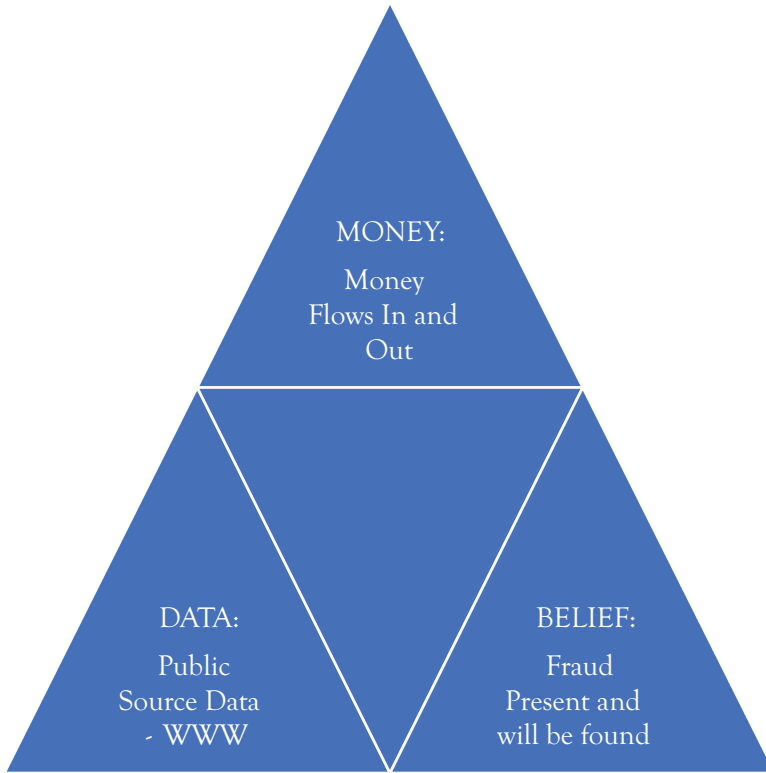 MONEY:
Money
Flows In and
Out
DATA:
Public
Source Data
- WWW
BELIEF:
Fraud
Present and
will be found